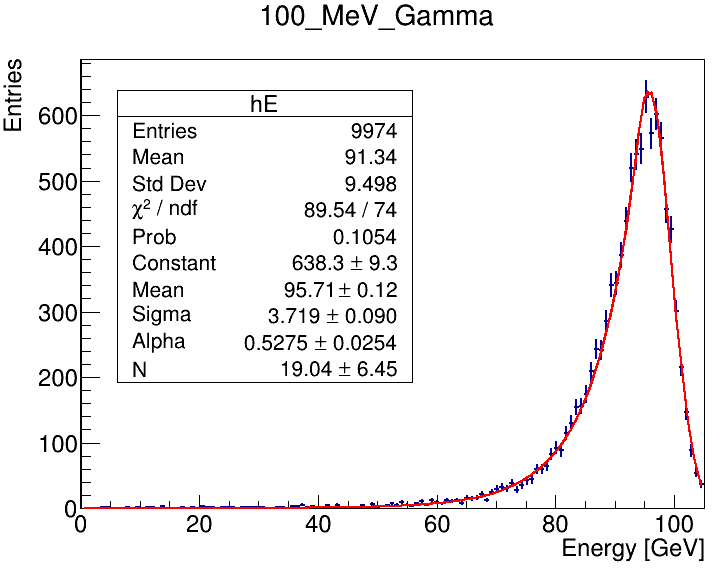 100_MeV_Gamma
Entries
600
500
400
300
200
100
0
hE
Entries 9974
Mean 91.34
Std Dev 9.498
χ² / ndf 89.54 / 74
Prob 0.1054
Constant 638.3 ± 9.3
Mean 95.71 ± 0.12
Sigma 3.719 ± 0.090
Alpha 0.5275 ± 0.0254
N 19.04 ± 6.45
0 20 40 60 80 100
Energy [GeV]